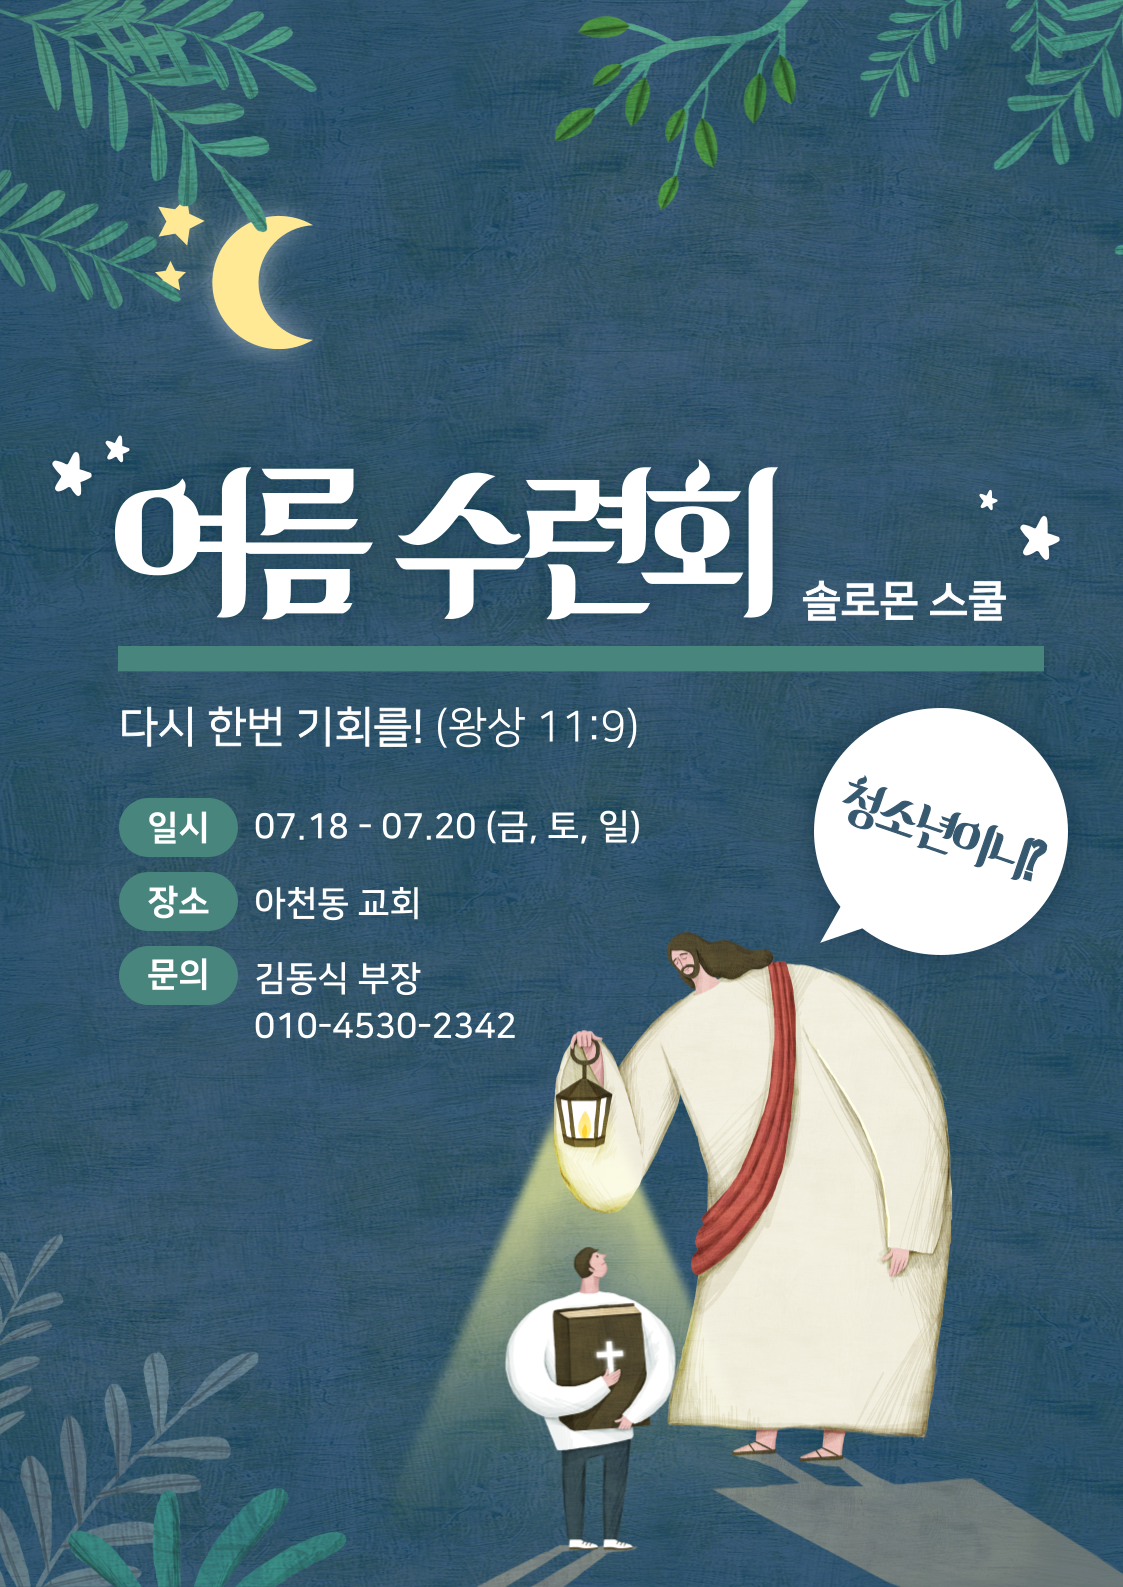 여름 수련회
솔로몬 스쿨
다시 한번 기회를! (왕상 11:9)
일시 07.18 - 07.20 (금, 토, 일)
장소 아천동 교회
문의 김동식 부장
010-4530-2342
청소년이니?